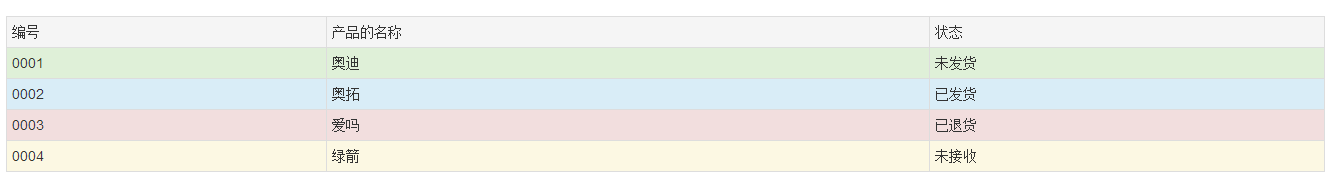 编号 产品的名称 状态
0001 奥迪 未发货
0002 奥拓 已发货
0003 爱吗 已退货
0004 绿箭 未接收